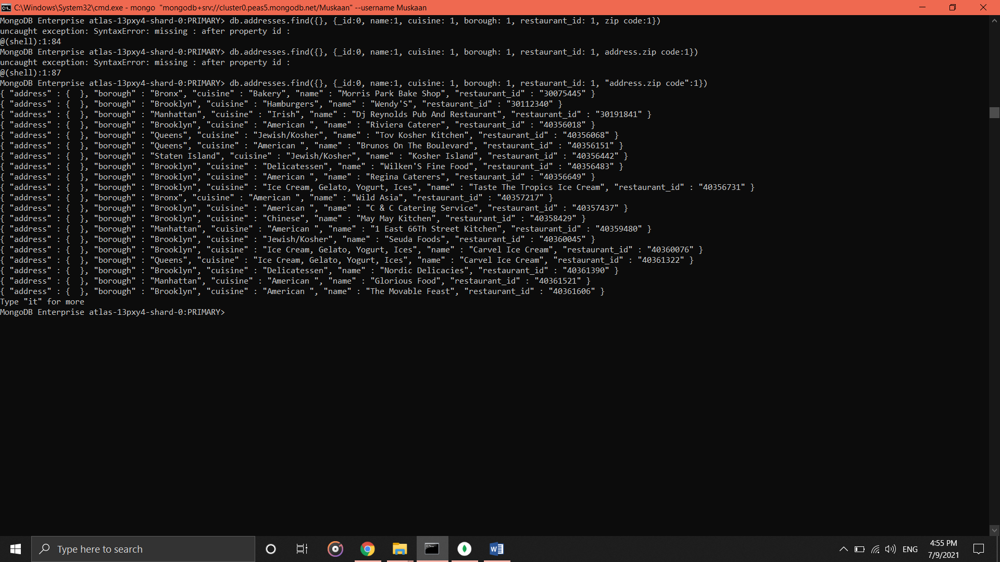 C:\Windows\System32\cmd.exe - mongo  "mongodb+srv://cluster0.peas5.mongodb.net/Muskaan" --username Muskaan
MongoDB Enterprise atlas-13pxy4-shard-0:PRIMARY> db.addresses.find({}, {_id:0, name:1, cuisine: 1, borough: 1, restaurant_id: 1, zip code:1})
uncaught exception: SyntaxError: missing : after property id :
@(shell):1:84
MongoDB Enterprise atlas-13pxy4-shard-0:PRIMARY> db.addresses.find({}, {_id:0, name:1, cuisine: 1, borough: 1, restaurant_id: 1, address.zip code:1})
uncaught exception: SyntaxError: missing : after property id :
@(shell):1:87
MongoDB Enterprise atlas-13pxy4-shard-0:PRIMARY> db.addresses.find({}, {_id:0, name:1, cuisine: 1, borough: 1, restaurant_id: 1, "address.zip code":1})
{ "address" : {  }, "borough" : "Bronx", "cuisine" : "Bakery", "name" : "Morris Park Bake Shop", "restaurant_id" : "30075445" }
{ "address" : {  }, "borough" : "Brooklyn", "cuisine" : "Hamburgers", "name" : "Wendy'S", "restaurant_id" : "30112340" }
{ "address" : {  }, "borough" : "Manhattan", "cuisine" : "Irish", "name" : "Dj Reynolds Pub And Restaurant", "restaurant_id" : "30191841" }
{ "address" : {  }, "borough" : "Brooklyn", "cuisine" : "American ", "name" : "Riviera Caterer", "restaurant_id" : "40356018" }
{ "address" : {  }, "borough" : "Queens", "cuisine" : "Jewish/Kosher", "name" : "Tov Kosher Kitchen", "restaurant_id" : "40356068" }
{ "address" : {  }, "borough" : "Queens", "cuisine" : "American ", "name" : "Brunos On The Boulevard", "restaurant_id" : "40356151" }
{ "address" : {  }, "borough" : "Staten Island", "cuisine" : "Jewish/Kosher", "name" : "Kosher Island", "restaurant_id" : "40356442" }
{ "address" : {  }, "borough" : "Brooklyn", "cuisine" : "Delicatessen", "name" : "Wilken'S Fine Food", "restaurant_id" : "40356483" }
{ "address" : {  }, "borough" : "Brooklyn", "cuisine" : "American ", "name" : "Regina Caterers", "restaurant_id" : "40356649" }
{ "address" : {  }, "borough" : "Brooklyn", "cuisine" : "Ice Cream, Gelato, Yogurt, Ices", "name" : "Taste The Tropics Ice Cream", "restaurant_id" : "40356731" }
{ "address" : {  }, "borough" : "Bronx", "cuisine" : "American ", "name" : "Wild Asia", "restaurant_id" : "40357217" }
{ "address" : {  }, "borough" : "Brooklyn", "cuisine" : "American ", "name" : "C & C Catering Service", "restaurant_id" : "40357437" }
{ "address" : {  }, "borough" : "Brooklyn", "cuisine" : "Chinese", "name" : "May May Kitchen", "restaurant_id" : "40358429" }
{ "address" : {  }, "borough" : "Manhattan", "cuisine" : "American ", "name" : "1 East 66Th Street Kitchen", "restaurant_id" : "40359480" }
{ "address" : {  }, "borough" : "Brooklyn", "cuisine" : "Jewish/Kosher", "name" : "Seuda Foods", "restaurant_id" : "40360045" }
{ "address" : {  }, "borough" : "Brooklyn", "cuisine" : "Ice Cream, Gelato, Yogurt, Ices", "name" : "Carvel Ice Cream", "restaurant_id" : "40360076" }
{ "address" : {  }, "borough" : "Queens", "cuisine" : "Ice Cream, Gelato, Yogurt, Ices", "name" : "Carvel Ice Cream", "restaurant_id" : "40361322" }
{ "address" : {  }, "borough" : "Brooklyn", "cuisine" : "Delicatessen", "name" : "Nordic Delicacies", "restaurant_id" : "40361390" }
{ "address" : {  }, "borough" : "Manhattan", "cuisine" : "American ", "name" : "Glorious Food", "restaurant_id" : "40361521" }
{ "address" : {  }, "borough" : "Brooklyn", "cuisine" : "American ", "name" : "The Movable Feast", "restaurant_id" : "40361606" }
Type "it" for more
MongoDB Enterprise atlas-13pxy4-shard-0:PRIMARY>
Type here to search
ENG
4:55 PM
7/9/2021